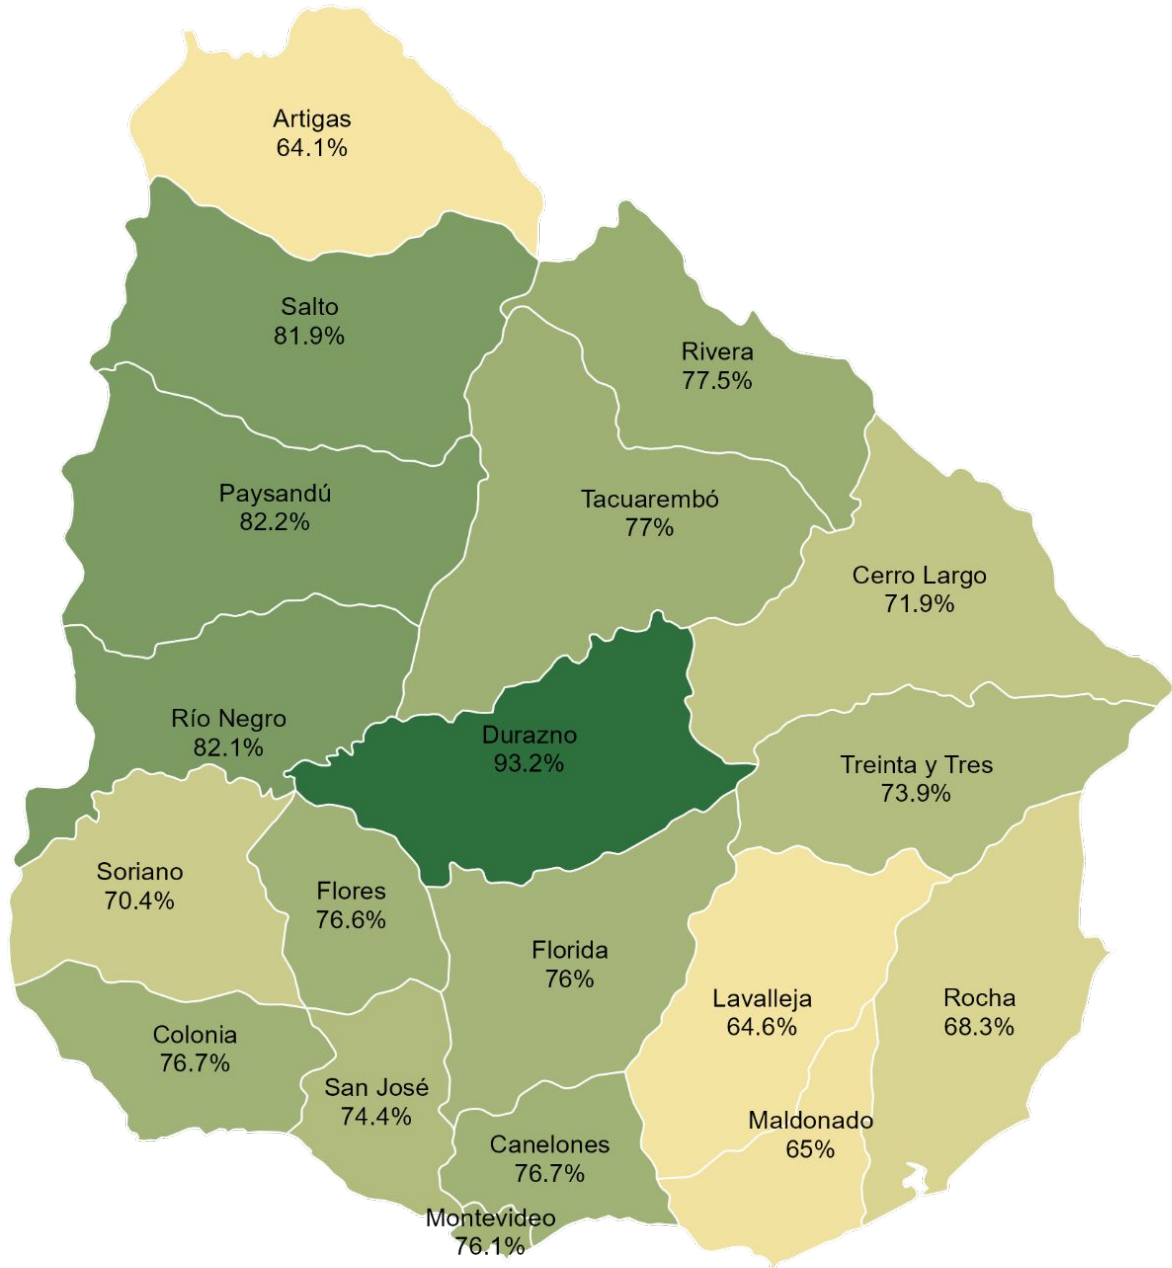 Artigas
64.1%
Salto
81.9%
Rivera
77.5%
Paysandú
82.2%
Tacuarembó
77%
Cerro Largo
71.9%
Río Negro
82.1%
Durazno
93.2%
Treinta y Tres
73.9%
Soriano
70.4%
Flores
76.6%
Florida
76%
Lavalleja
64.6%
Rocha
68.3%
Colonia
76.7%
San José
74.4%
Maldonado
65%
Canelones
76.7%
Montevideo
76.1%